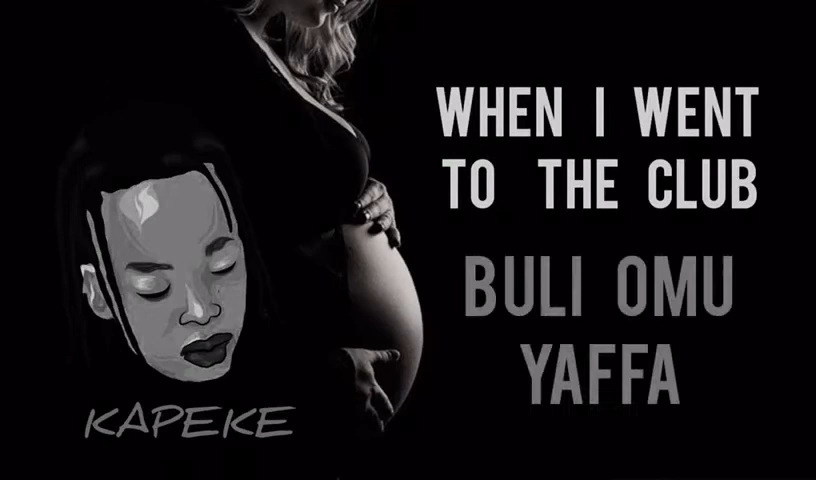 WHEN I WENT
TO THE CLUB
BULI OMU
YAFFA
KAPEKE